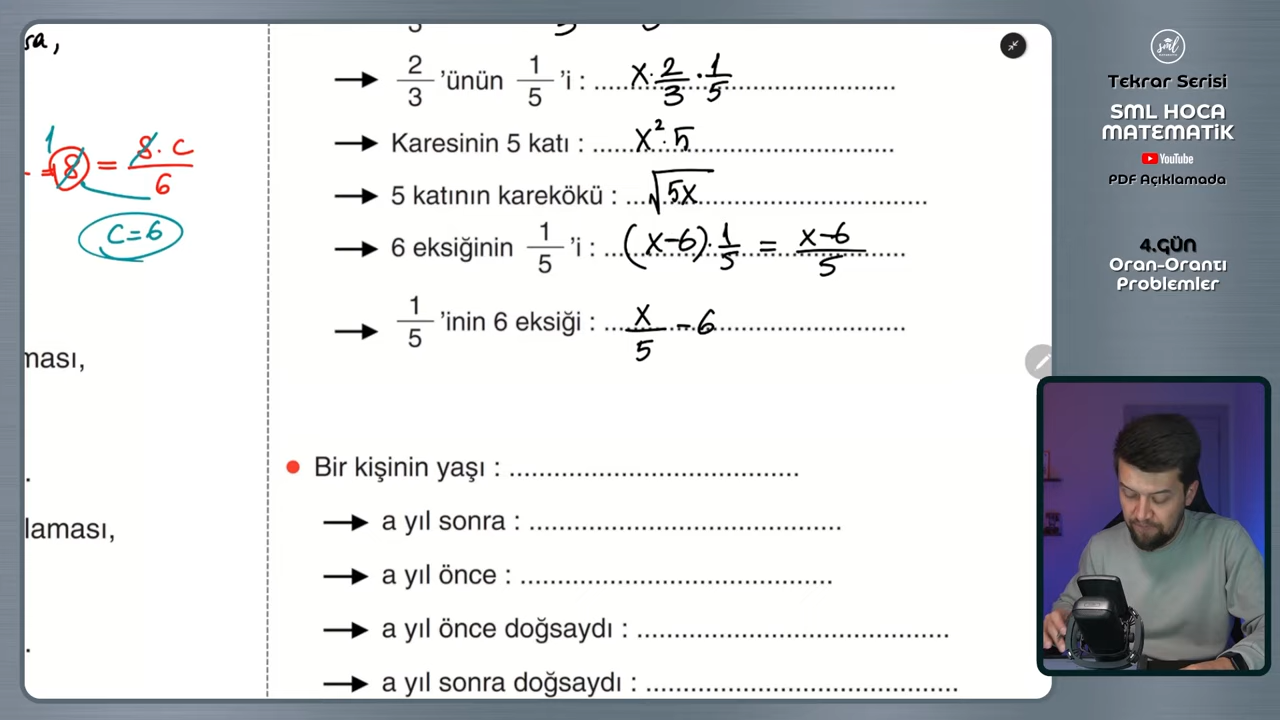 sa,
1
8 = 8 . c / 6
c=6
ması,
laması,
3
2/3 'ünün 1/5 'i : ...... x · 2/3 · 1/5 ......
Karesinin 5 katı : ...... x² · 5 ......
5 katının karekökü : ...... √5x ......
6 eksiğinin 1/5 'i : ...... (x-6) · 1/5 = x-6 / 5 ......
1/5 'inin 6 eksiği : ...... x/5 - 6 ......
• Bir kişinin yaşı : ......
a yıl sonra : ......
a yıl önce : ......
a yıl önce doğsaydı : ......
a yıl sonra doğsaydı : ......
sml
Tekrar Serisi
SML HOCA
MATEMATİK
YouTube
PDF Açıklamada
4.GÜN
Oran-Orantı
Problemler